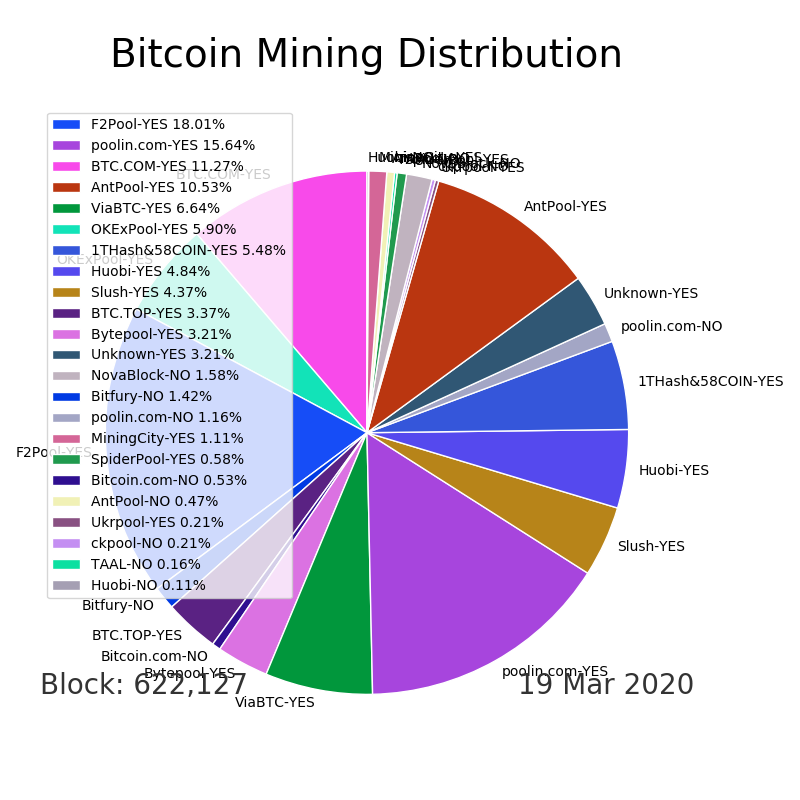 Bitcoin Mining Distribution
F2Pool-YES 18.01%
poolin.com-YES 15.64%
BTC.COM-YES 11.27%
AntPool-YES 10.53%
ViaBTC-YES 6.64%
OKExPool-YES 5.90%
1THash&58COIN-YES 5.48%
Huobi-YES 4.84%
Slush-YES 4.37%
BTC.TOP-YES 3.37%
Bytepool-YES 3.21%
Unknown-YES 3.21%
NovaBlock-NO 1.58%
Bitfury-NO 1.42%
poolin.com-NO 1.16%
MiningCity-YES 1.11%
SpiderPool-YES 0.58%
Bitcoin.com-NO 0.53%
AntPool-NO 0.47%
Ukrpool-YES 0.21%
ckpool-NO 0.21%
TAAL-NO 0.16%
Huobi-NO 0.11%
BTC.COM-YES
OKExPool-YES
F2Pool-YES
Bitfury-NO
BTC.TOP-YES
Bitcoin.com-NO
Bytepool-YES
ViaBTC-YES
poolin.com-YES
Slush-YES
Huobi-YES
1THash&58COIN-YES
poolin.com-NO
Unknown-YES
AntPool-YES
Block: 622,127
19 Mar 2020